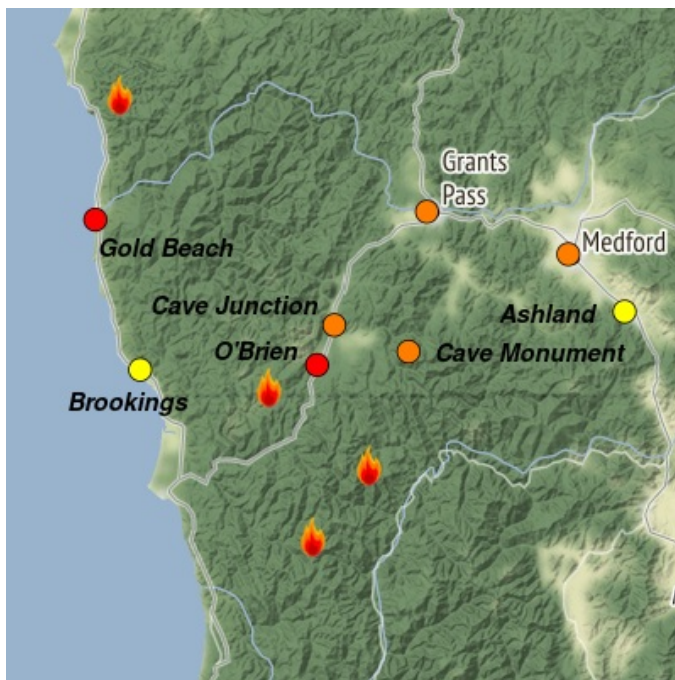 Grants
Pass
Gold Beach
Medford
Cave Junction
Ashland
O'Brien
Cave Monument
Brookings